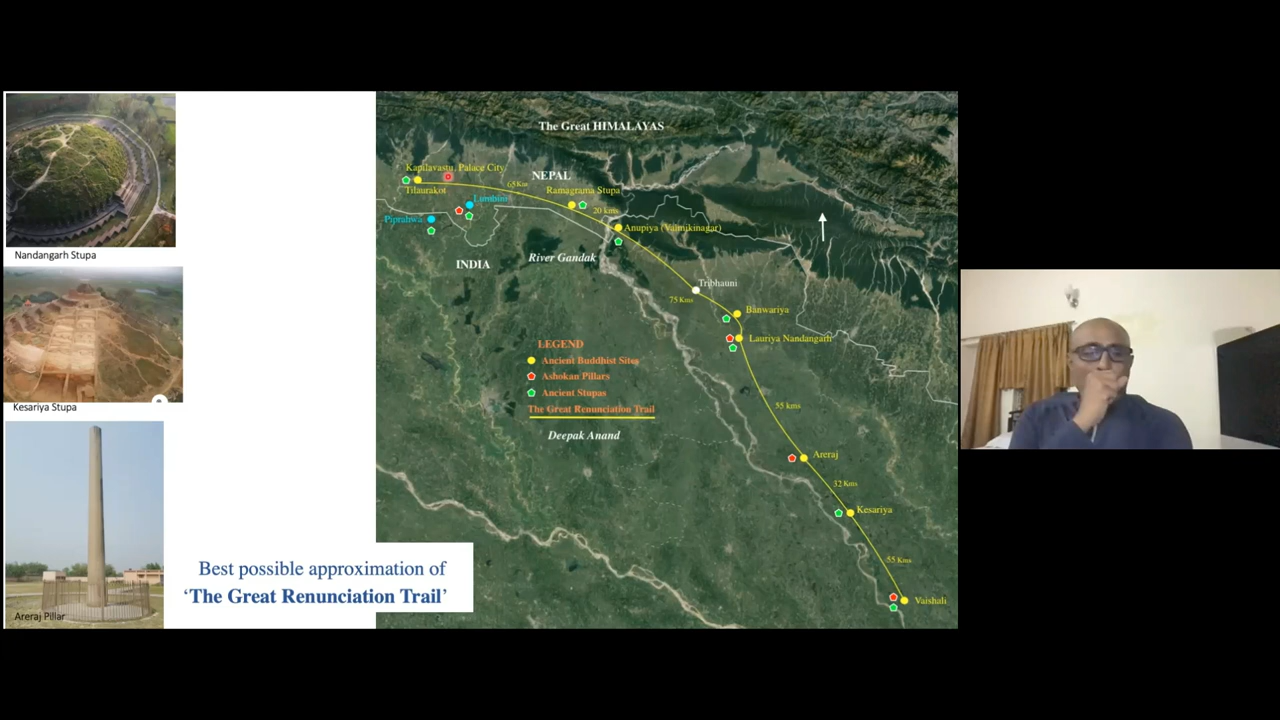 Nandangarh Stupa
Kesariya Stupa
Areraj Pillar
Best possible approximation of
‘The Great Renunciation Trail’
The Great HIMALAYAS
Kapilavastu, Palace City
Tilaurakot
65Km
NEPAL
Ramagrama Stupa
20 kms
Lumbini
Piprahwa
Anupiya (Valmikinagar)
INDIA
River Gandak
Tribhauni
75 Kms
Banwariya
Lauriya Nandangarh
LEGEND
Ancient Buddhist Sites
Ashokan Pillars
Ancient Stupas
The Great Renunciation Trail
Deepak Anand
55 kms
Areraj
32 Kms
Kesariya
55 Kms
Vaishali